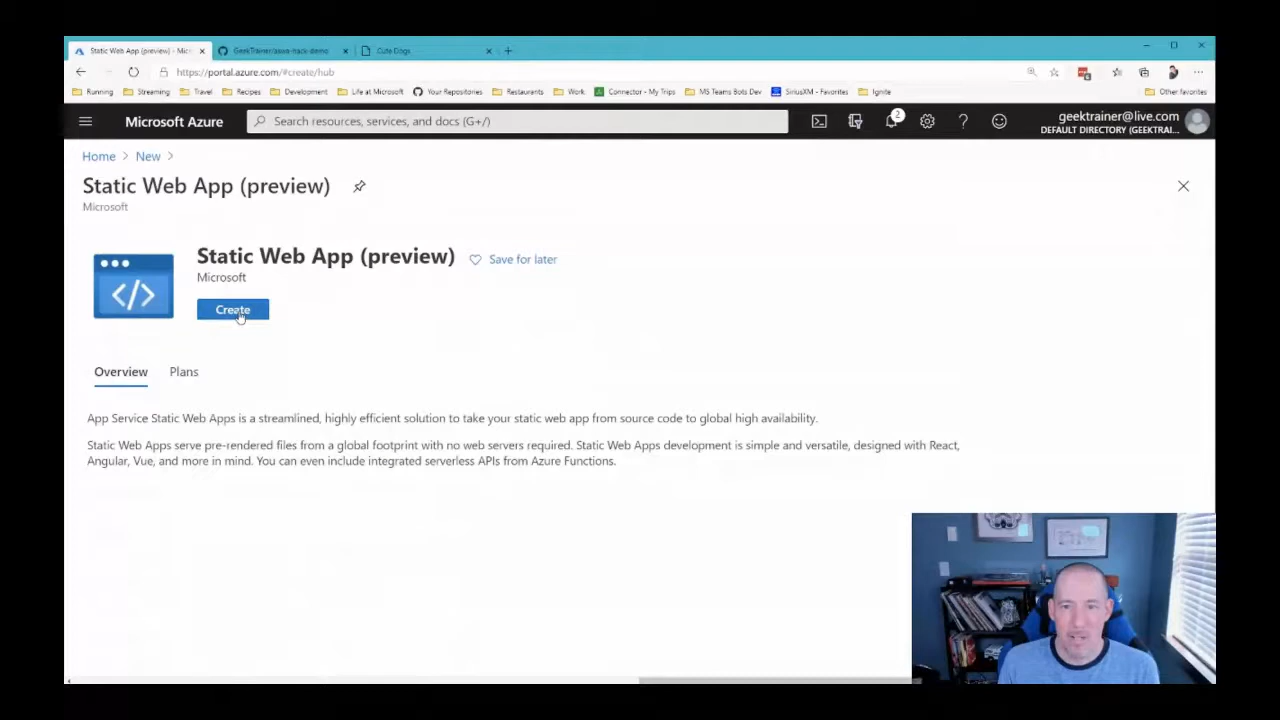 Static Web App (preview) - Micr
GeekTrainer/aswa-hack-demo
Cute Dogs
https://portal.azure.com/#create/hub
Running
Streaming
Travel
Recipes
Development
Life at Microsoft
Your Repositories
Restaurants
Work
Connector - My Trips
MS Teams Bots Dev
SiriusXM - Favorites
Ignite
Other favorites
Microsoft Azure
Search resources, services, and docs (G+/)
2
geektrainer@live.com
DEFAULT DIRECTORY (GEEKTRAI...
Home > New >
Static Web App (preview)
Microsoft
Static Web App (preview)
Save for later
Microsoft
Create
Overview
Plans
App Service Static Web Apps is a streamlined, highly efficient solution to take your static web app from source code to global high availability.
Static Web Apps serve pre-rendered files from a global footprint with no web servers required. Static Web Apps development is simple and versatile, designed with React,
Angular, Vue, and more in mind. You can even include integrated serverless APIs from Azure Functions.